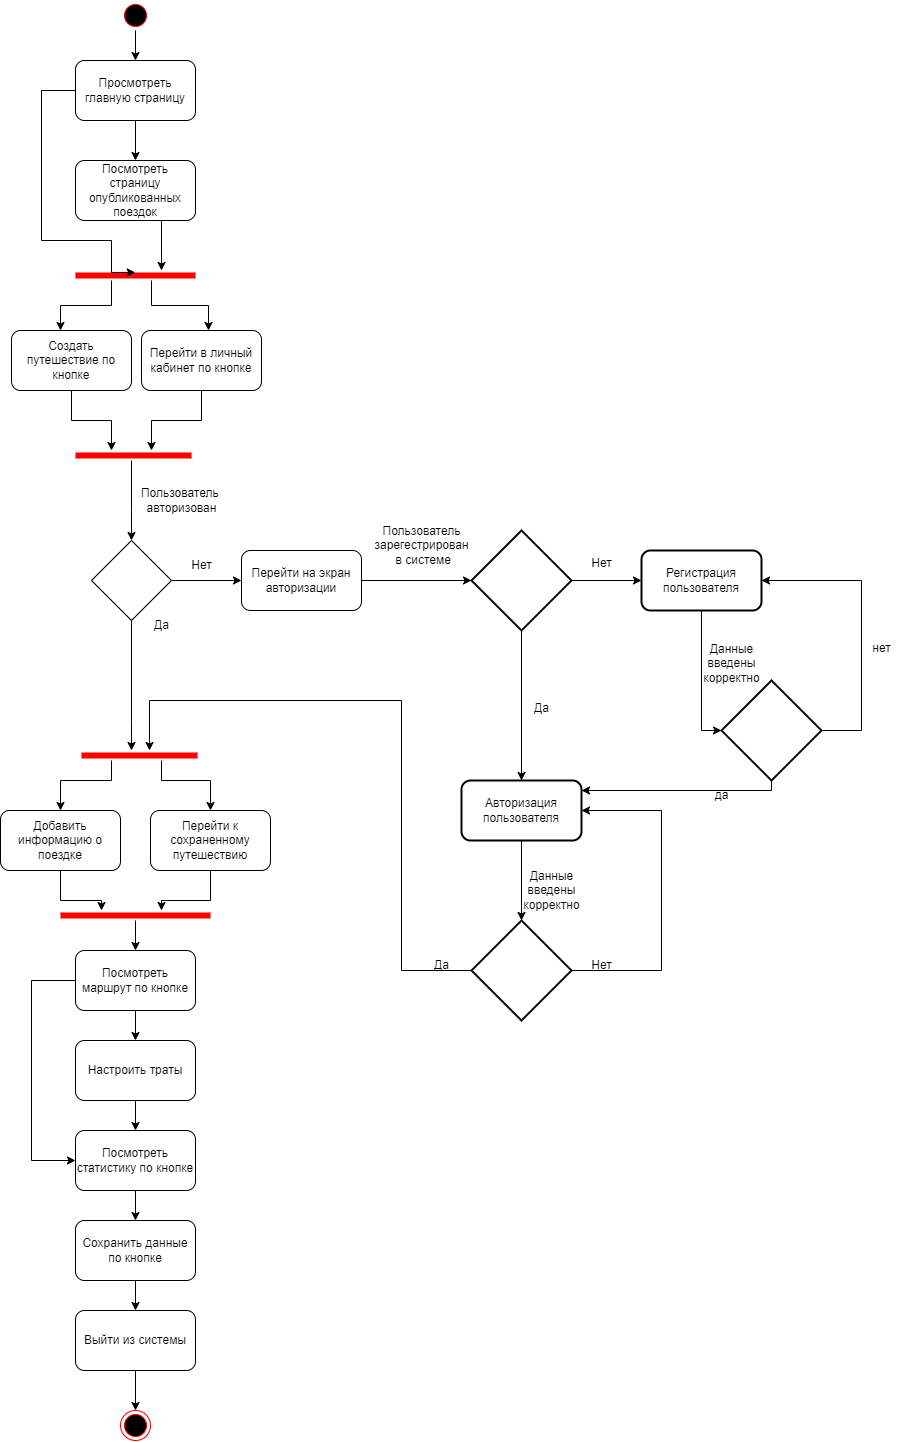 Просмотреть
главную страницу
Посмотреть
страницу
опубликованных
поездок
Создать
путешествие по
кнопке
Перейти в личный
кабинет по кнопке
Пользователь
авторизован
Нет
Перейти на экран
авторизации
Пользователь
зарегестрирован
в системе
Нет
Регистрация
пользователя
Да
Данные
введены
корректно
нет
Да
да
Авторизация
пользователя
Добавить
информацию о
поездке
Перейти к
сохраненному
путешествию
Данные
введены
корректно
Да
Нет
Посмотреть
маршрут по кнопке
Настроить траты
Посмотреть
статистику по кнопке
Сохранить данные
по кнопке
Выйти из системы